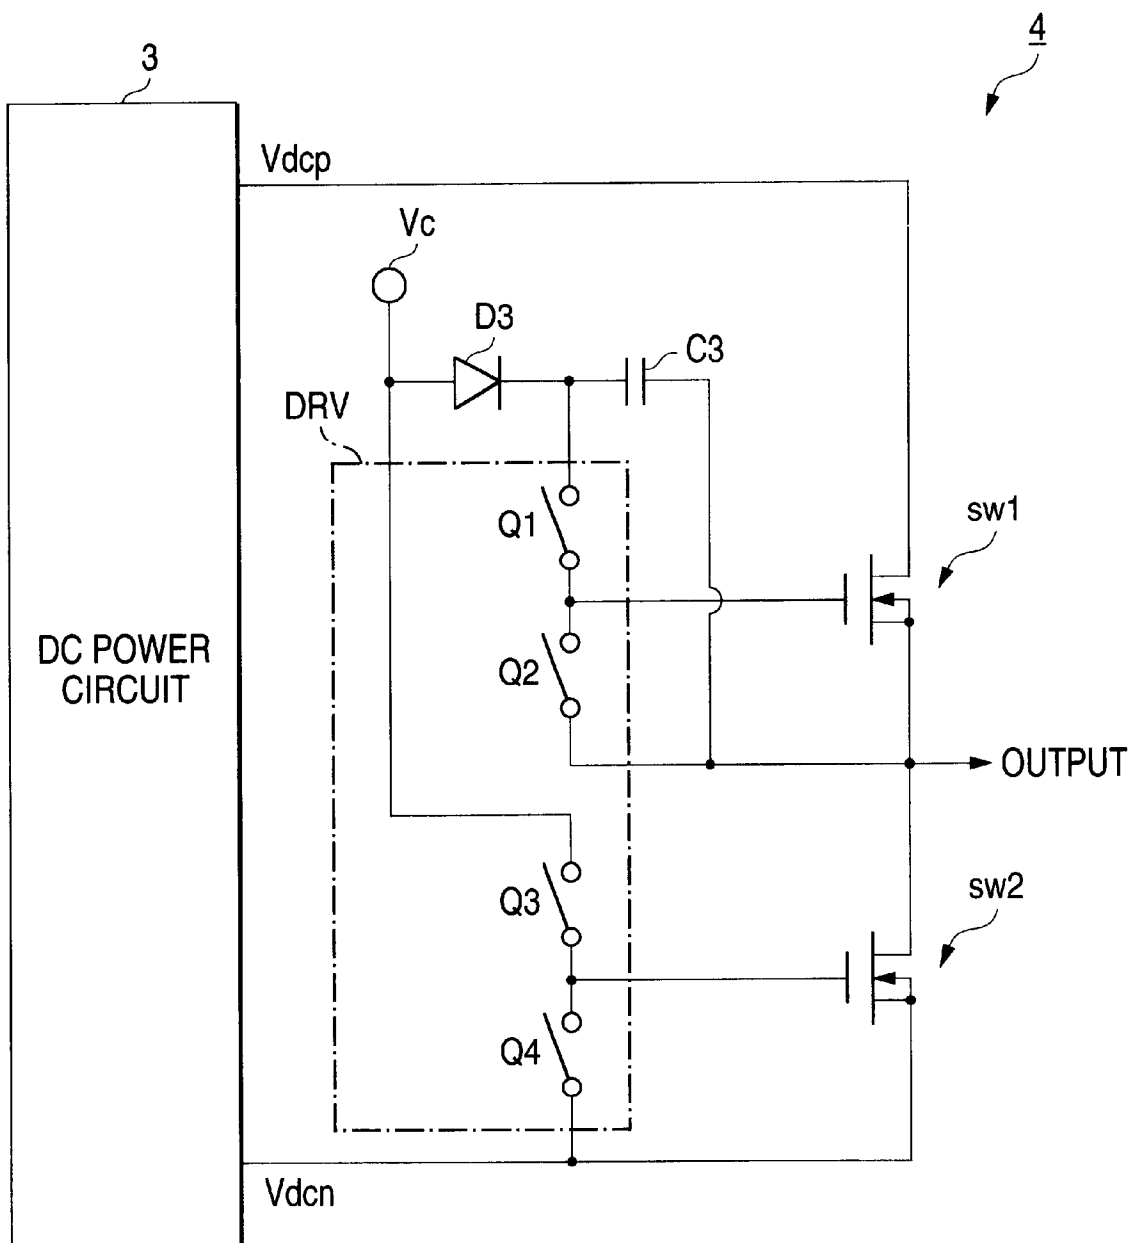 4
3
Vdcp
Vc
D3
C3
DRV
Q1
sw1
DC POWER
CIRCUIT
Q2
OUTPUT
Q3
sw2
Q4
Vdcn